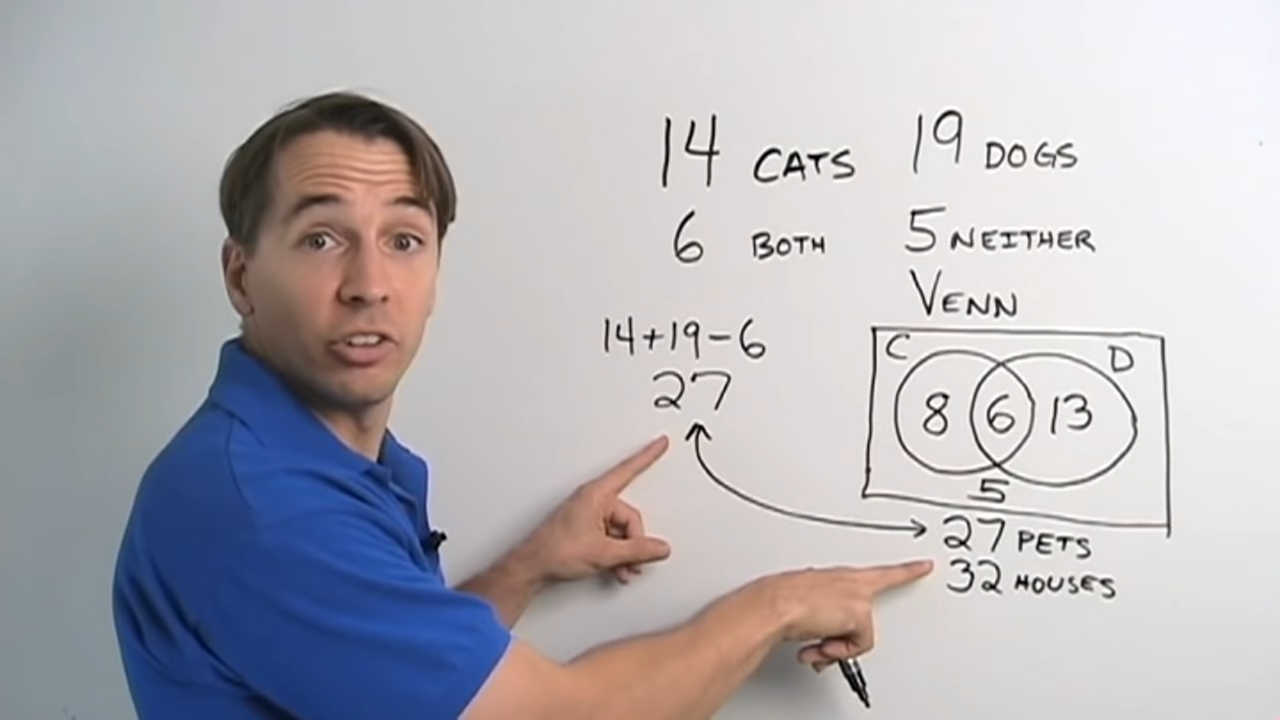 14 CATS 19 DOGS
6 BOTH 5 NEITHER
VENN
14+19-6
27
C D
8 6 13
5
27 PETS
32 HOUSES